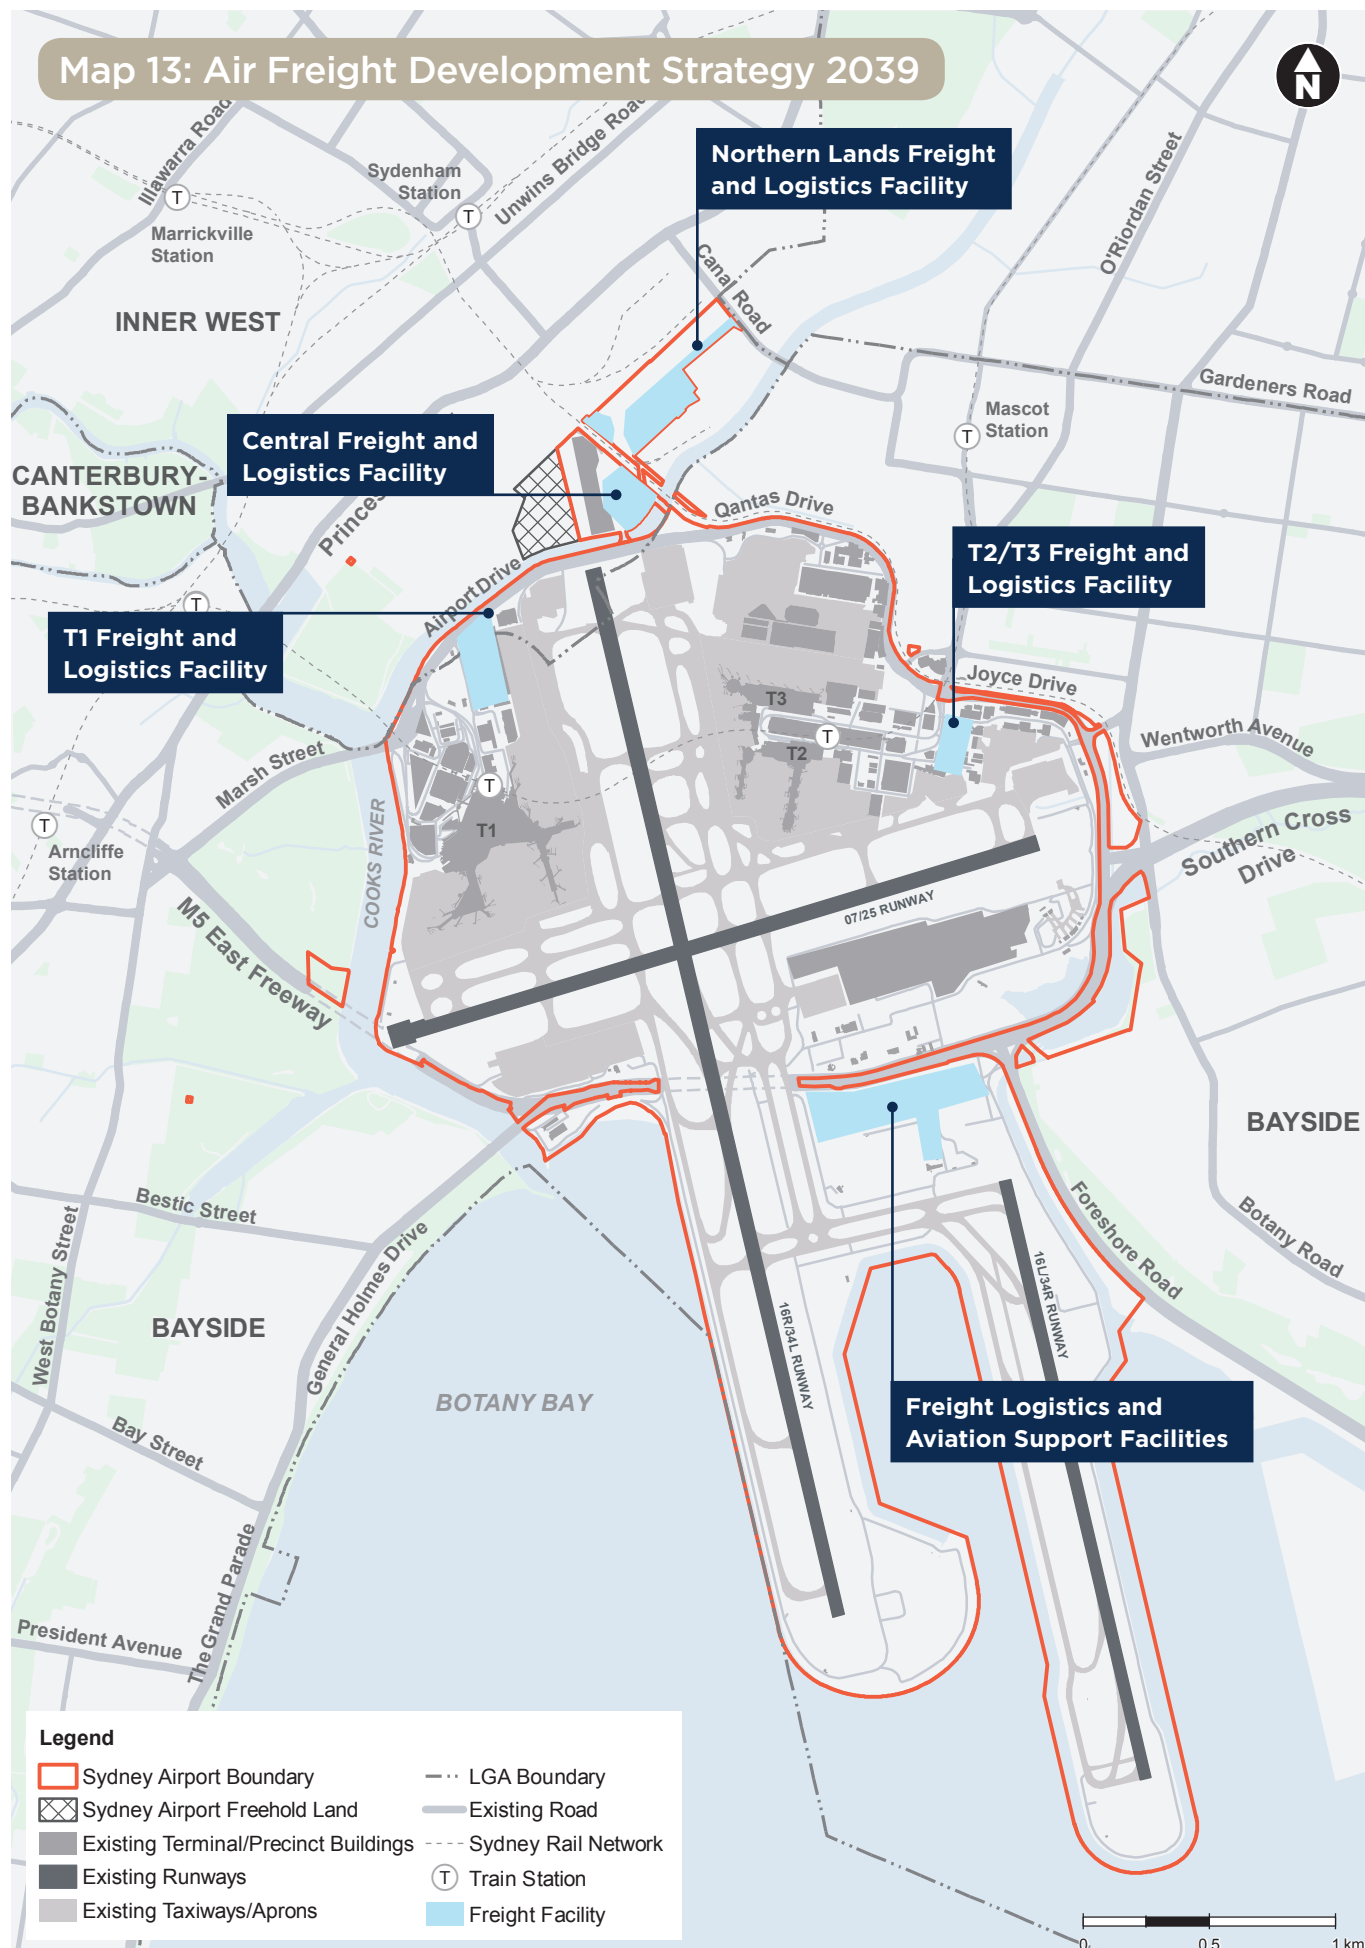 Map 13: Air Freight Development Strategy 2039
N
Illawarra Road
Sydenham
Station
Unwins Bridge Road
Northern Lands Freight
and Logistics Facility
O'Riordan Street
T
T
Marrickville
Station
Canal Road
INNER WEST
Gardeners Road
Mascot
Station
T
Central Freight and
Logistics Facility
CANTERBURY-
BANKSTOWN
Princes
Qantas Drive
T2/T3 Freight and
Logistics Facility
Airport Drive
T
T1 Freight and
Logistics Facility
Joyce Drive
T3
T2
T
Wentworth Avenue
Marsh Street
T
T1
COOKS RIVER
T
Arncliffe
Station
Southern Cross
Drive
M5 East Freeway
07/25 RUNWAY
BAYSIDE
Bestic Street
Foreshore Road
Botany Road
West Botany Street
General Holmes Drive
16L/34R RUNWAY
16R/34L RUNWAY
BAYSIDE
BOTANY BAY
Freight Logistics and
Aviation Support Facilities
Bay Street
The Grand Parade
President Avenue
Legend
Sydney Airport Boundary
Sydney Airport Freehold Land
Existing Terminal/Precinct Buildings
Existing Runways
Existing Taxiways/Aprons
LGA Boundary
Existing Road
Sydney Rail Network
T Train Station
Freight Facility
0 0.5 1 km